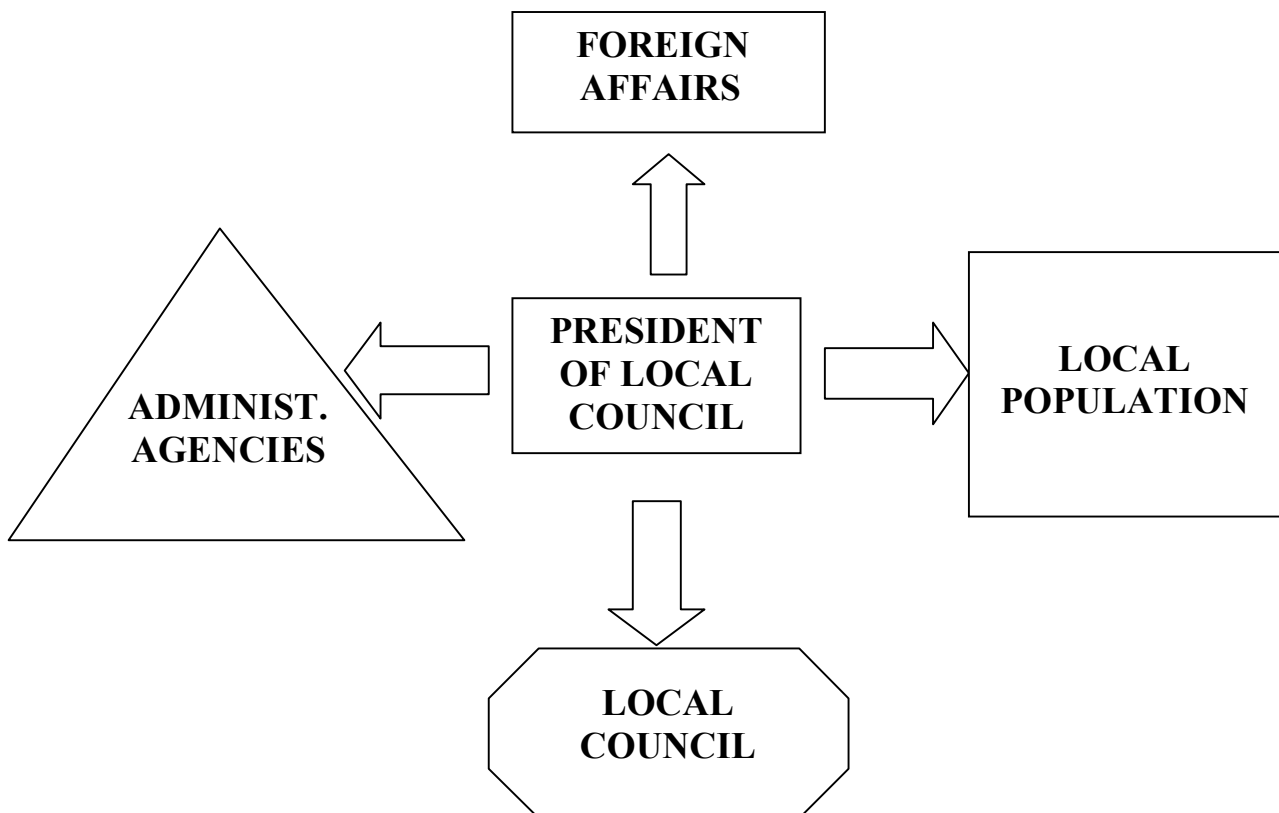 FOREIGN
AFFAIRS
PRESIDENT
OF LOCAL
COUNCIL
ADMINIST.
AGENCIES
LOCAL
POPULATION
LOCAL
COUNCIL